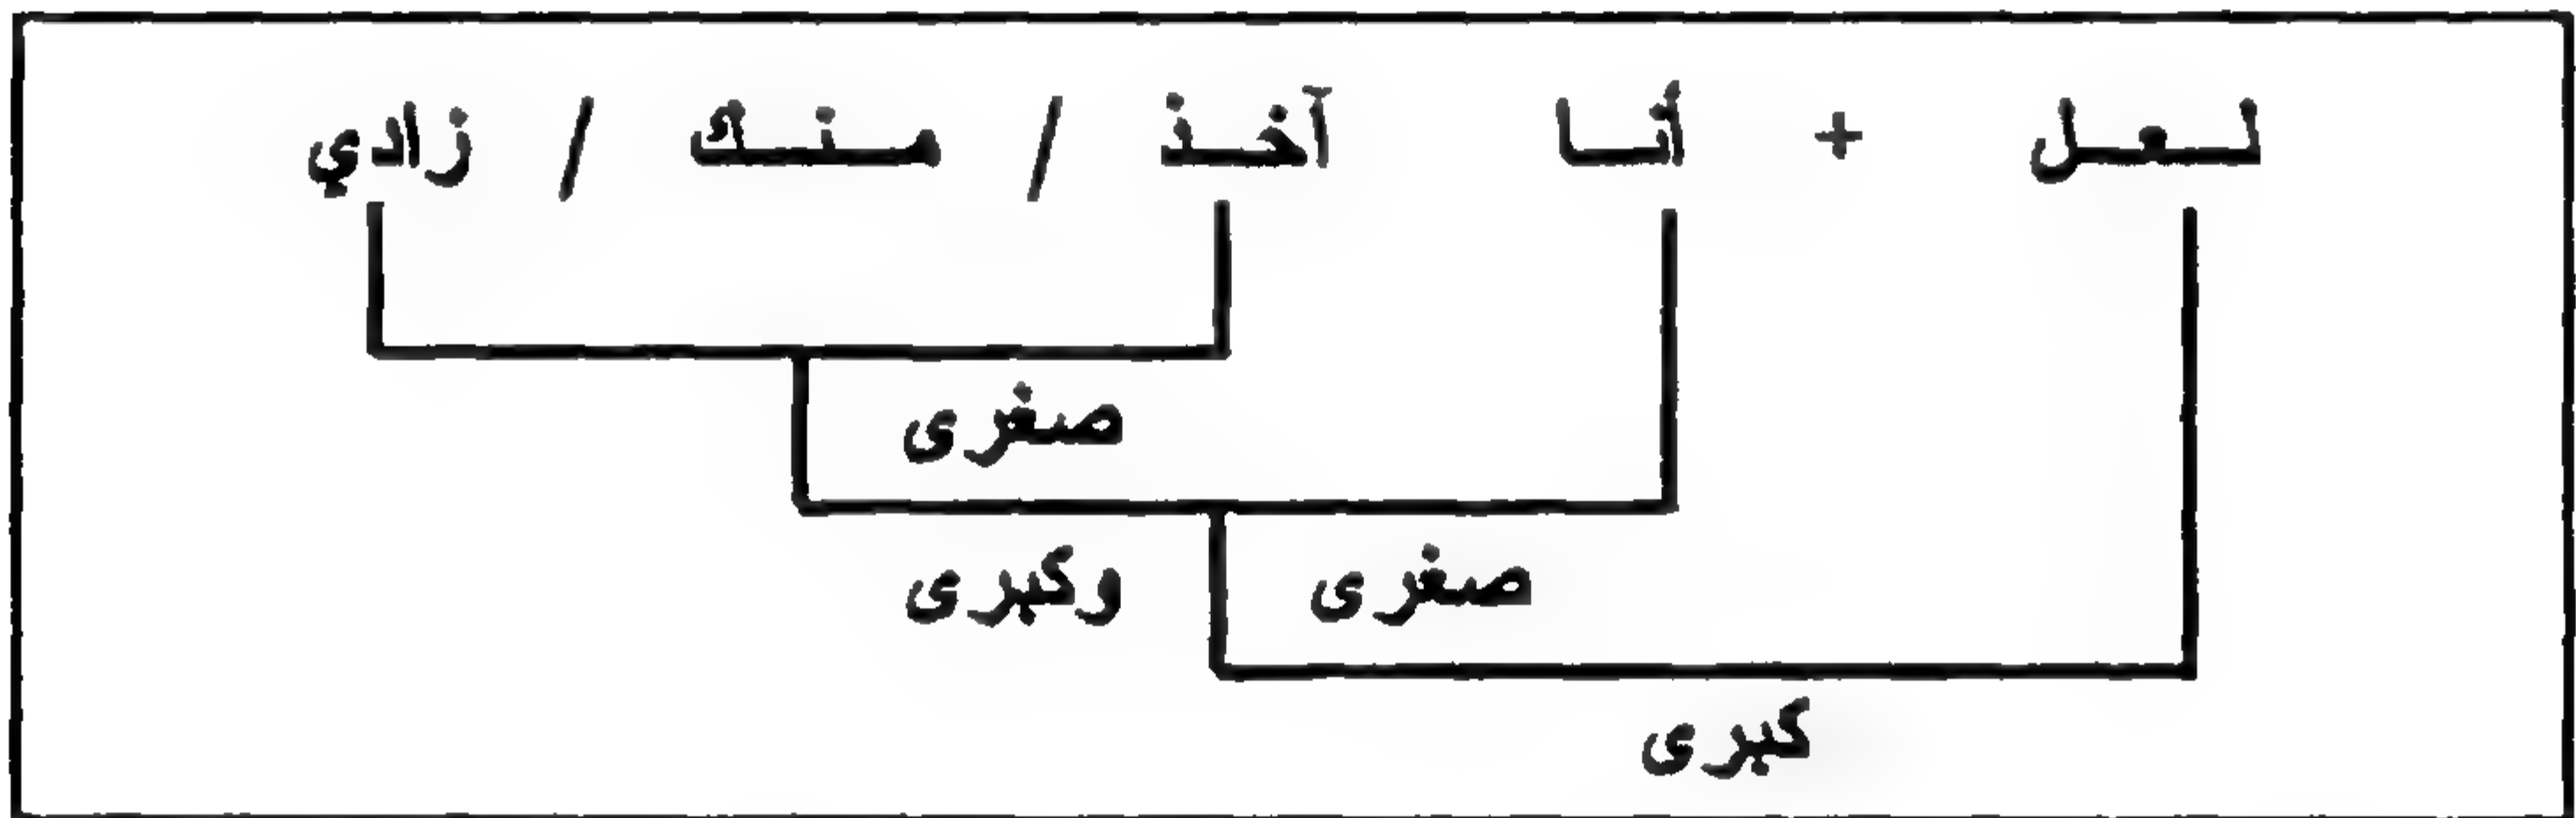 لعل + أنا آخذ / منك / زادي
صغرى
صغرى وكبرى
كبرى